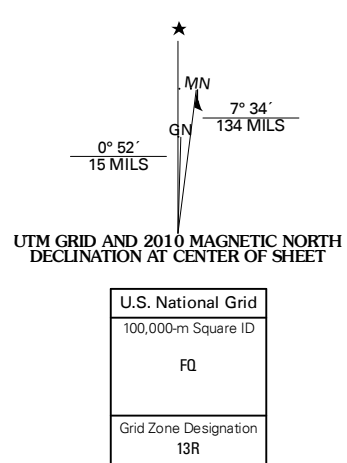 MN
7° 34´
134 MILS
GN
0° 52´
15 MILS
UTM GRID AND 2010 MAGNETIC NORTH
DECLINATION AT CENTER OF SHEET
U.S. National Grid
100,000-m Square ID
FQ
Grid Zone Designation
13R